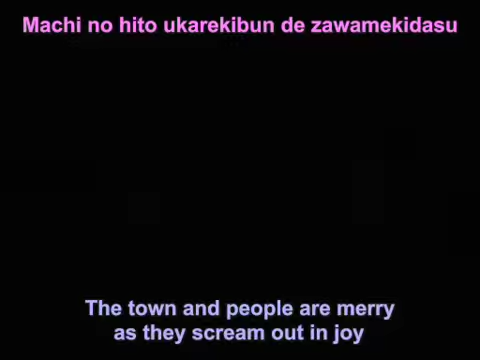 Machi no hito ukarekibun de zawamekidasu
The town and people are merry
as they scream out in joy